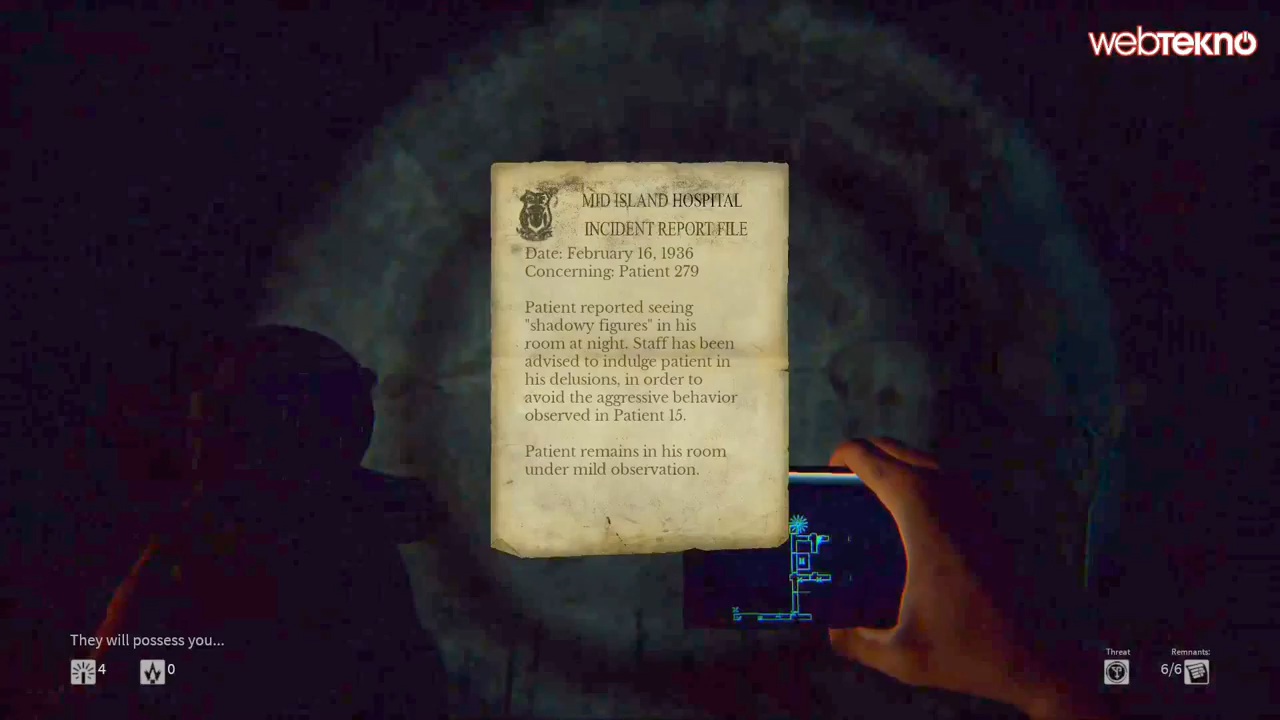 webTEKNO
MID ISLAND HOSPITAL
INCIDENT REPORT FILE
Date: February 16, 1936
Concerning: Patient 279
Patient reported seeing
"shadowy figures" in his
room at night. Staff has been
advised to indulge patient in
his delusions, in order to
avoid the aggressive behavior
observed in Patient 15.
Patient remains in his room
under mild observation.
They will possess you...
4 0
Threat Remnants:
6/6